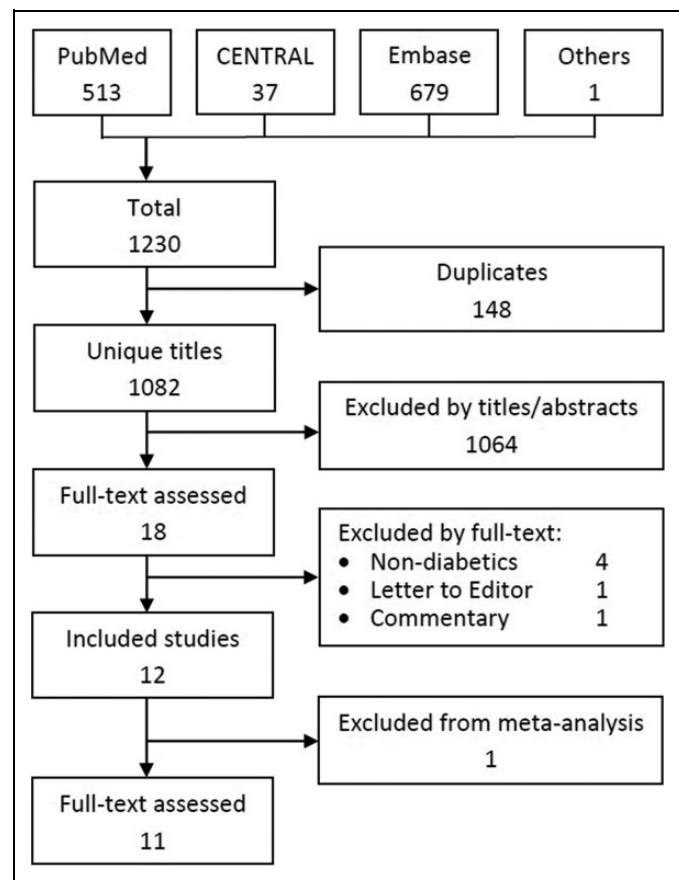 PubMed
513
CENTRAL
37
Embase
679
Others
1
Total
1230
Duplicates
148
Unique titles
1082
Excluded by titles/abstracts
1064
Full-text assessed
18
Excluded by full-text:
• Non-diabetics 4
• Letter to Editor 1
• Commentary 1
Included studies
12
Excluded from meta-analysis
1
Full-text assessed
11